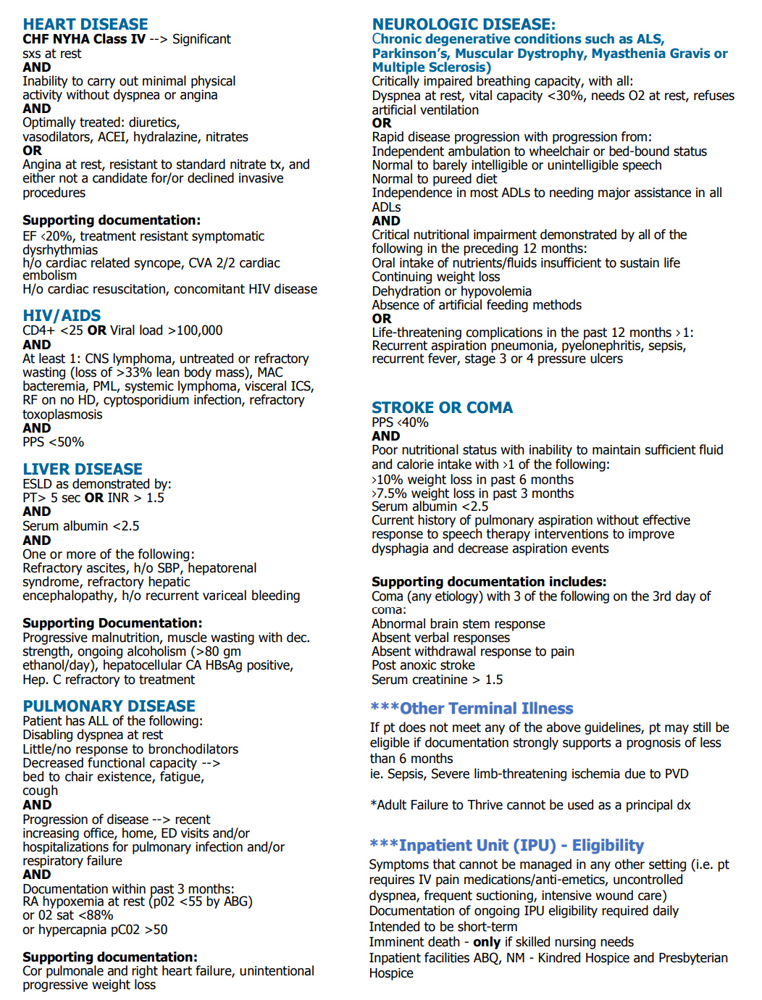 HEART DISEASE
CHF NYHA Class IV --> Significant
sxs at rest
AND
Inability to carry out minimal physical
activity without dyspnea or angina
AND
Optimally treated: diuretics,
vasodilators, ACEI, hydralazine, nitrates
OR
Angina at rest, resistant to standard nitrate tx, and
either not a candidate for/or declined invasive
procedures
Supporting documentation:
EF <20%, treatment resistant symptomatic
dysrhythmias
h/o cardiac related syncope, CVA 2/2 cardiac
embolism
H/o cardiac resuscitation, concomitant HIV disease
HIV/AIDS
CD4+ <25 OR Viral load >100,000
AND
At least 1: CNS lymphoma, untreated or refractory
wasting (loss of >33% lean body mass), MAC
bacteremia, PML, systemic lymphoma, visceral ICS,
RF on no HD, cyptosporidium infection, refractory
toxoplasmosis
AND
PPS <50%
LIVER DISEASE
ESLD as demonstrated by:
PT> 5 sec OR INR > 1.5
AND
Serum albumin <2.5
AND
One or more of the following:
Refractory ascites, h/o SBP, hepatorenal
syndrome, refractory hepatic
encephalopathy, h/o recurrent variceal bleeding
Supporting Documentation:
Progressive malnutrition, muscle wasting with dec.
strength, ongoing alcoholism (>80 gm
ethanol/day), hepatocellular CA HBsAg positive,
Hep. C refractory to treatment
PULMONARY DISEASE
Patient has ALL of the following:
Disabling dyspnea at rest
Little/no response to bronchodilators
Decreased functional capacity -->
bed to chair existence, fatigue,
cough
AND
Progression of disease --> recent
increasing office, home, ED visits and/or
hospitalizations for pulmonary infection and/or
respiratory failure
AND
Documentation within past 3 months:
RA hypoxemia at rest (p02 <55 by ABG)
or 02 sat <88%
or hypercapnia pC02 >50
Supporting documentation:
Cor pulmonale and right heart failure, unintentional
progressive weight loss
NEUROLOGIC DISEASE:
Chronic degenerative conditions such as ALS,
Parkinson's, Muscular Dystrophy, Myasthenia Gravis or
Multiple Sclerosis)
Critically impaired breathing capacity, with all:
Dyspnea at rest, vital capacity <30%, needs O2 at rest, refuses
artificial ventilation
OR
Rapid disease progression with progression from:
Independent ambulation to wheelchair or bed-bound status
Normal to barely intelligible or unintelligible speech
Normal to pureed diet
Independence in most ADLs to needing major assistance in all
ADLs
AND
Critical nutritional impairment demonstrated by all of the
following in the preceding 12 months:
Oral intake of nutrients/fluids insufficient to sustain life
Continuing weight loss
Dehydration or hypovolemia
Absence of artificial feeding methods
OR
Life-threatening complications in the past 12 months >1:
Recurrent aspiration pneumonia, pyelonephritis, sepsis,
recurrent fever, stage 3 or 4 pressure ulcers
STROKE OR COMA
PPS <40%
AND
Poor nutritional status with inability to maintain sufficient fluid
and calorie intake with >1 of the following:
>10% weight loss in past 6 months
>7.5% weight loss in past 3 months
Serum albumin <2.5
Current history of pulmonary aspiration without effective
response to speech therapy interventions to improve
dysphagia and decrease aspiration events
Supporting documentation includes:
Coma (any etiology) with 3 of the following on the 3rd day of
coma:
Abnormal brain stem response
Absent verbal responses
Absent withdrawal response to pain
Post anoxic stroke
Serum creatinine > 1.5
***Other Terminal Illness
If pt does not meet any of the above guidelines, pt may still be
eligible if documentation strongly supports a prognosis of less
than 6 months
ie. Sepsis, Severe limb-threatening ischemia due to PVD
*Adult Failure to Thrive cannot be used as a principal dx
***Inpatient Unit (IPU) - Eligibility
Symptoms that cannot be managed in any other setting (i.e. pt
requires IV pain medications/anti-emetics, uncontrolled
dyspnea, frequent suctioning, intensive wound care)
Documentation of ongoing IPU eligibility required daily
Intended to be short-term
Imminent death - only if skilled nursing needs
Inpatient facilities ABQ, NM - Kindred Hospice and Presbyterian
Hospice